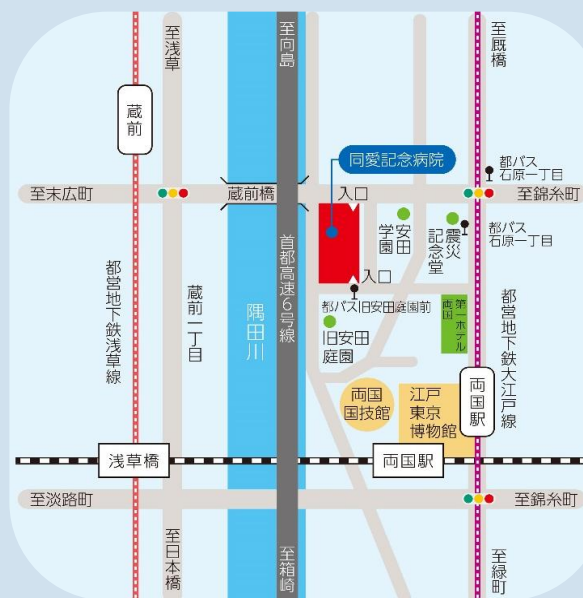 至浅草
至向島
至厩橋
蔵前
同愛記念病院
都バス
石原一丁目
至末広町
蔵前橋
入口
至錦糸町
安田
学園
震災
記念堂
都バス
石原一丁目
入口
都バス旧安田庭園前
都営地下鉄浅草線
蔵前一丁目
隅田川
首都高速6号線
旧安田
庭園
第一ホテル
両国
都営地下鉄大江戸線
両国
国技館
江戸
東京
博物館
両国駅
浅草橋
両国駅
至淡路町
至錦糸町
至日本橋
至箱崎
至緑町